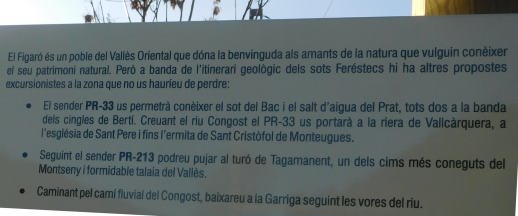 El Figaró és un poble del Vallès Oriental que dóna la benvinguda als amants de la natura que vulguin conèixer
el seu patrimoni natural. Però a banda de l'itinerari geològic dels sots Feréstecs hi ha altres propostes
excursionistes a la zona que no us hauríeu de perdre:
• El sender PR-33 us permetrà conèixer el sot del Bac i el salt d'aigua del Prat, tots dos a la banda
dels cingles de Bertí. Creuant el riu Congost el PR-33 us portarà a la riera de Vallcàrquera, a
l'església de Sant Pere i fins l'ermita de Sant Cristòfol de Monteugues.
• Seguint el sender PR-213 podreu pujar al turó de Tagamanent, un dels cims més coneguts del
Montseny i formidable talaia del Vallès.
• Caminant pel camí fluvial del Congost, baixareu a la Garriga seguint les vores del riu.